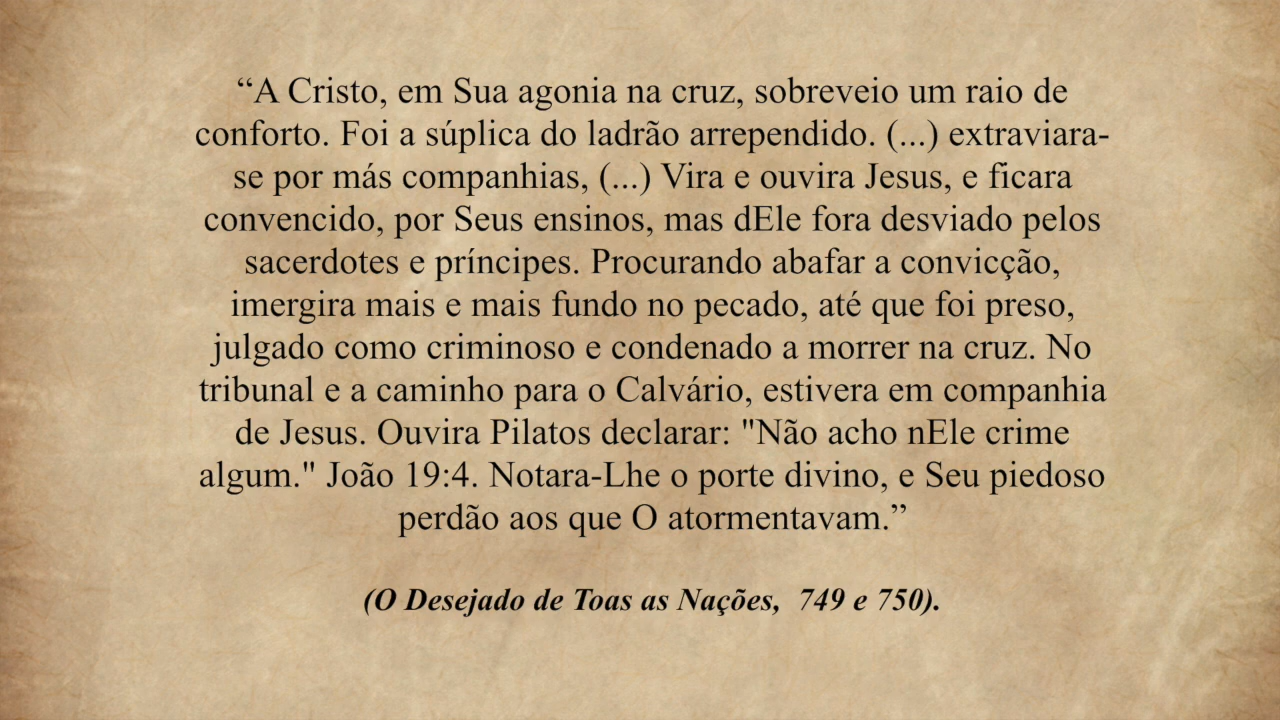 “A Cristo, em Sua agonia na cruz, sobreveio um raio de
conforto. Foi a súplica do ladrão arrependido. (...) extraviara-
se por más companhias, (...) Vira e ouvira Jesus, e ficara
convencido, por Seus ensinos, mas dEle fora desviado pelos
sacerdotes e príncipes. Procurando abafar a convicção,
imergira mais e mais fundo no pecado, até que foi preso,
julgado como criminoso e condenado a morrer na cruz. No
tribunal e a caminho para o Calvário, estivera em companhia
de Jesus. Ouvira Pilatos declarar: "Não acho nEle crime
algum." João 19:4. Notara-Lhe o porte divino, e Seu piedoso
perdão aos que O atormentavam.”
(O Desejado de Toas as Nações,  749 e 750).